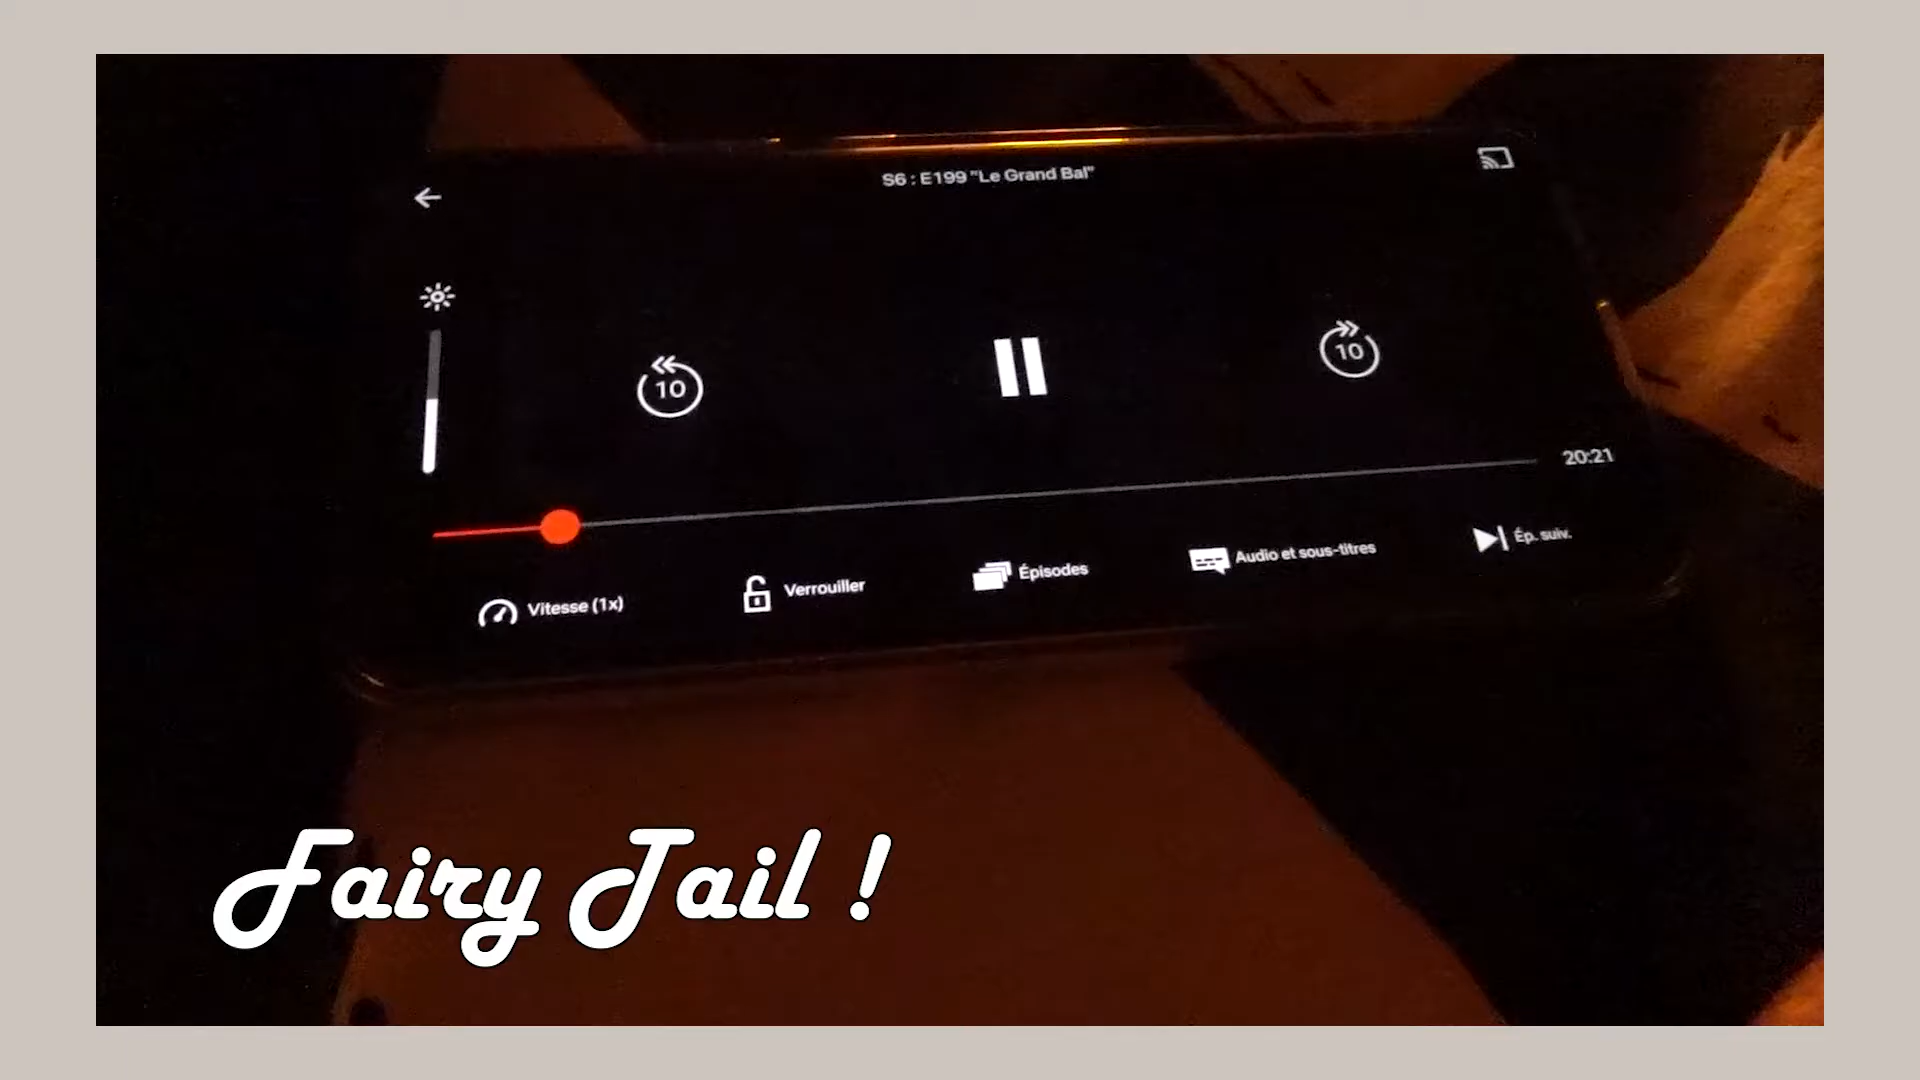 S6 : E199 "Le Grand Bal"
10
10
20:21
Vitesse (1x)
Verrouiller
Épisodes
Audio et sous-titres
Ép. suiv.
Fairy Tail !